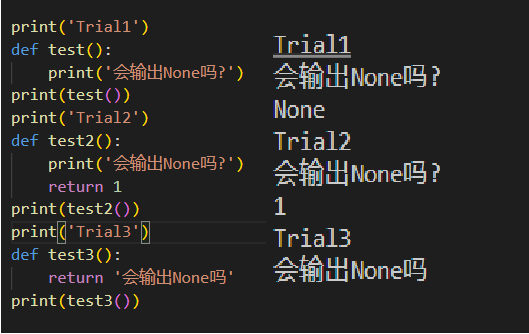 print('Trial1')
def test():
    print('会输出None吗?')
print(test())
print('Trial2')
def test2():
    print('会输出None吗?')
    return 1
print(test2())
print('Trial3')
def test3():
    return '会输出None吗'
print(test3())
Trial1
会输出None吗?
None
Trial2
会输出None吗?
1
Trial3
会输出None吗